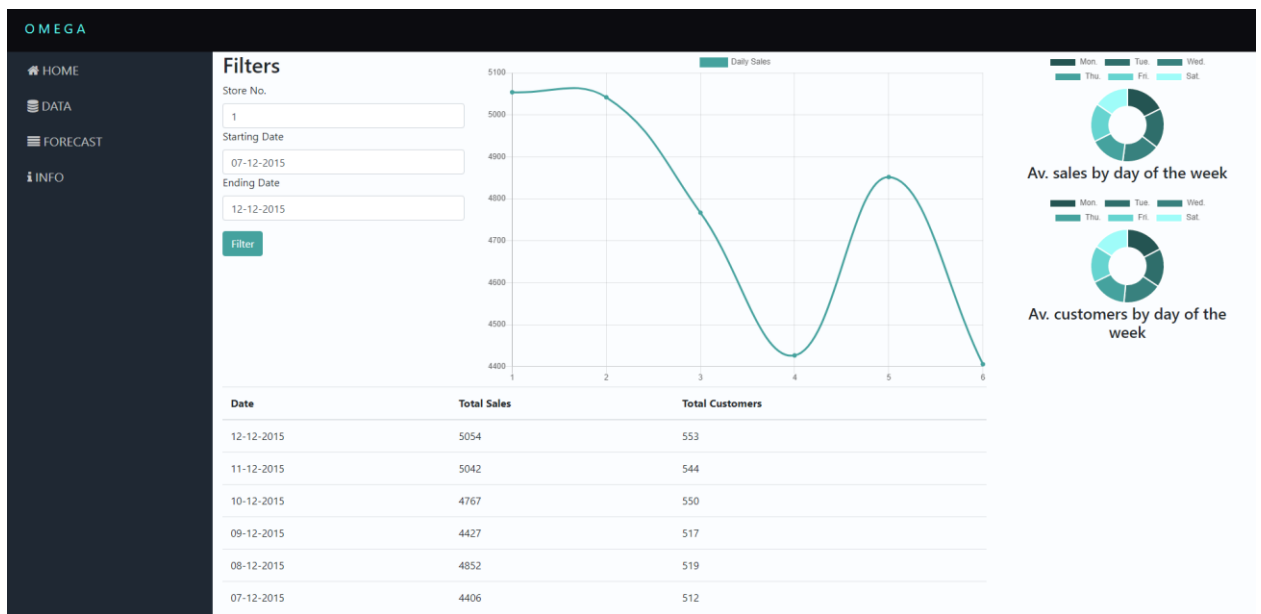 OMEGA
HOME
DATA
FORECAST
INFO
Filters
Store No.
1
Starting Date
07-12-2015
Ending Date
12-12-2015
Filter
Daily Sales
5100
5000
4900
4800
4700
4600
4500
4400
1 2 3 4 5 6
Mon. Tue. Wed.
Thu. Fri. Sat.
Av. sales by day of the week
Mon. Tue. Wed.
Thu. Fri. Sat.
Av. customers by day of the
week
Date Total Sales Total Customers
12-12-2015 5054 553
11-12-2015 5042 544
10-12-2015 4767 550
09-12-2015 4427 517
08-12-2015 4852 519
07-12-2015 4406 512